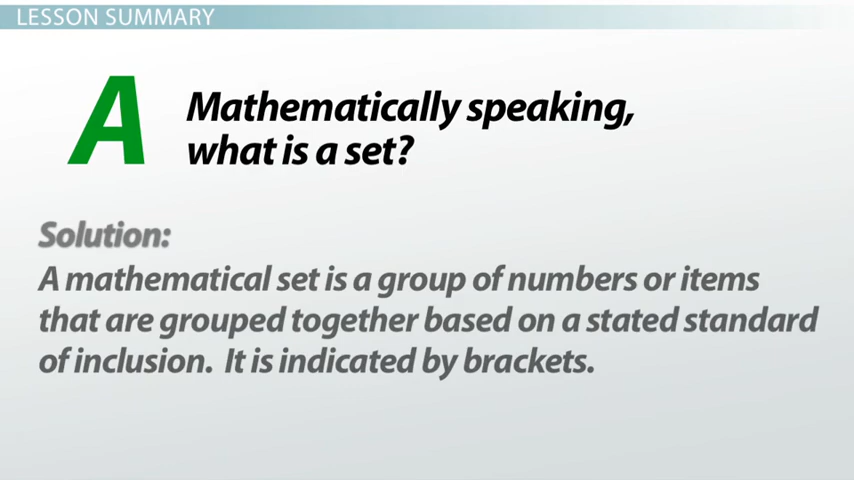 LESSON SUMMARY
A
Mathematically speaking,
what is a set?
Solution:
A mathematical set is a group of numbers or items
that are grouped together based on a stated standard
of inclusion.  It is indicated by brackets.